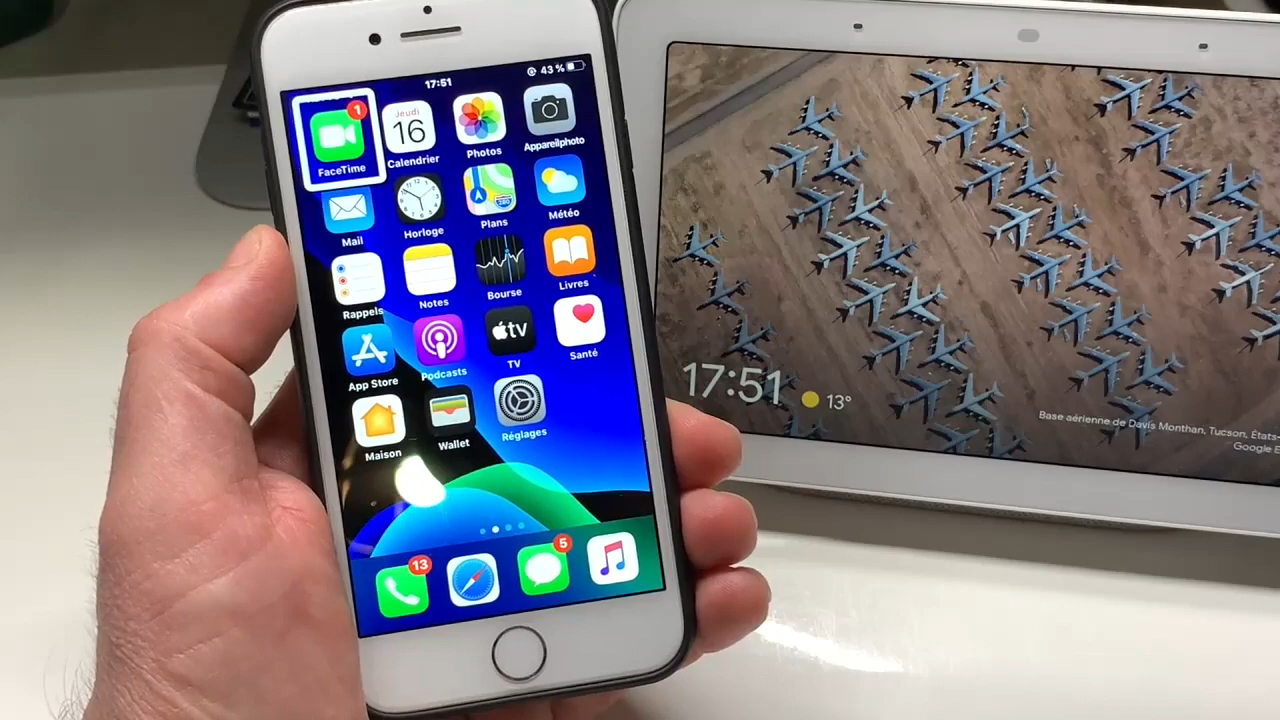 17:51
43 %
1
FaceTime
Jeudi
16
Calendrier
Photos
Appareil photo
Mail
Horloge
Plans
280
Météo
Rappels
Notes
Bourse
Livres
App Store
Podcasts
tv
TV
Santé
Maison
Wallet
Réglages
13
5
17:51
13°
Base aérienne de Davis Monthan, Tucson, États-
Google E